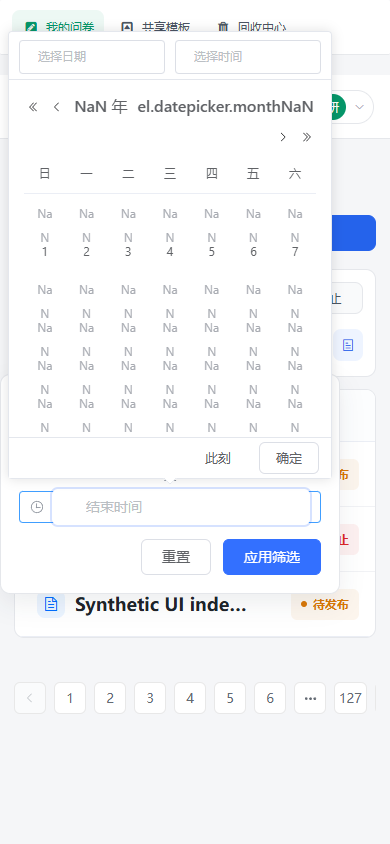 我的问卷 共享模板 回收中心
选择日期 选择时间
研
NaN 年 el.datepicker.monthNaN
日 一 二 三 四 五 六
Na Na Na Na Na Na Na
N N N N N N N
1 2 3 4 5 6 7
Na Na Na Na Na Na Na
N N N N N N N
Na Na Na Na Na Na Na
N N N N N N N
Na Na Na Na Na Na Na
N N N N N N N
Na Na Na Na Na Na Na
N N N N N N N
止
此刻 确定
布
结束时间
止
重置 应用筛选
Synthetic UI inde... 待发布
1 2 3 4 5 6 ••• 127